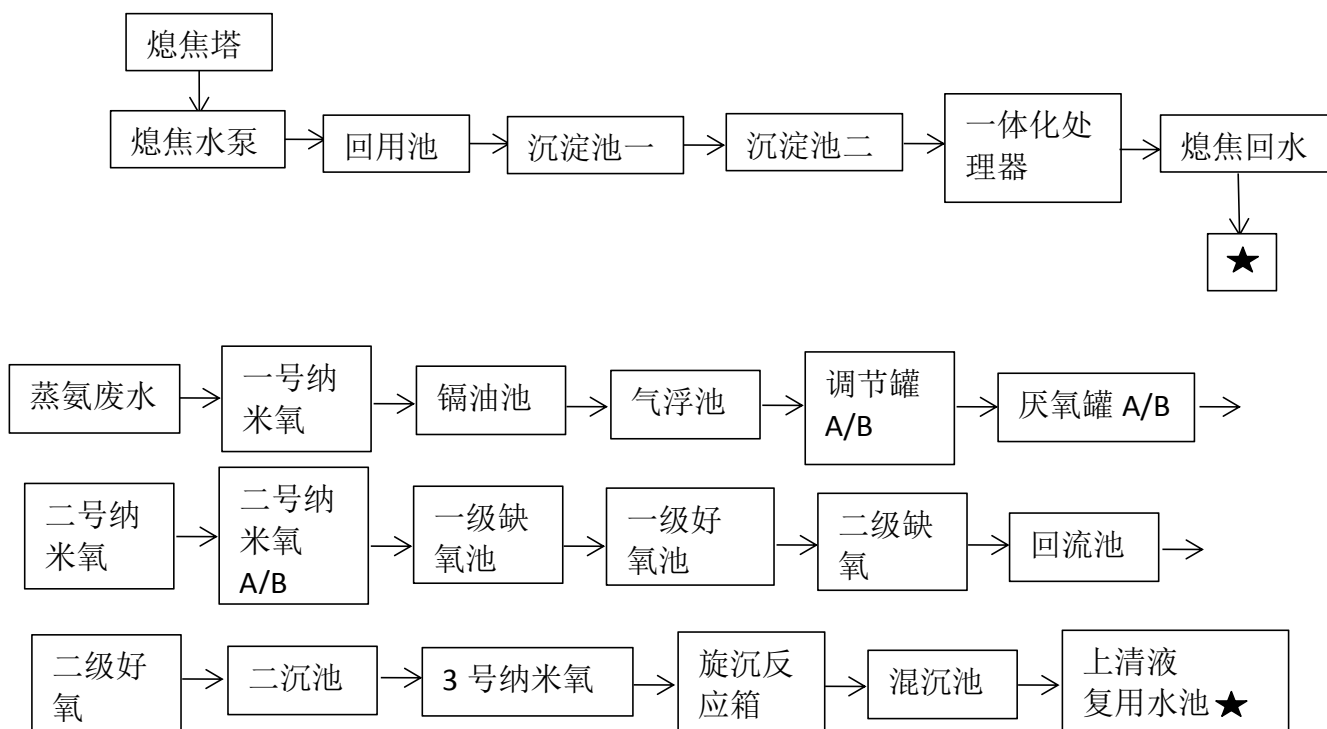 熄焦塔
熄焦水泵
回用池
沉淀池一
沉淀池二
一体化处
理器
熄焦回水
★
蒸氨废水
一号纳
米氧
镉油池
气浮池
调节罐
A/B
厌氧罐 A/B
二号纳
米氧
二号纳
米氧
A/B
一级缺
氧池
一级好
氧池
二级缺
氧
回流池
二级好
氧
二沉池
3 号纳米氧
旋沉反
应箱
混沉池
上清液
复用水池★